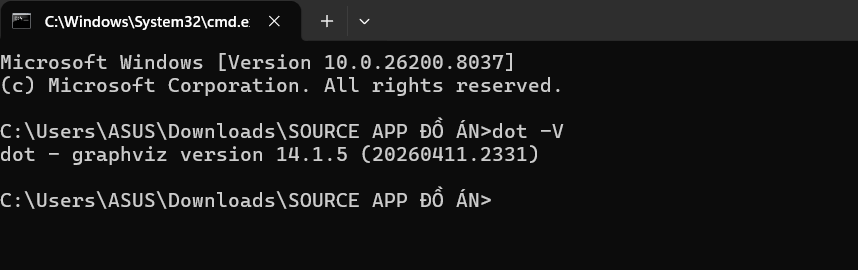 C:\Windows\System32\cmd.e
Microsoft Windows [Version 10.0.26200.8037]
(c) Microsoft Corporation. All rights reserved.
C:\Users\ASUS\Downloads\SOURCE APP ĐỒ ÁN>dot -V
dot - graphviz version 14.1.5 (20260411.2331)
C:\Users\ASUS\Downloads\SOURCE APP ĐỒ ÁN>